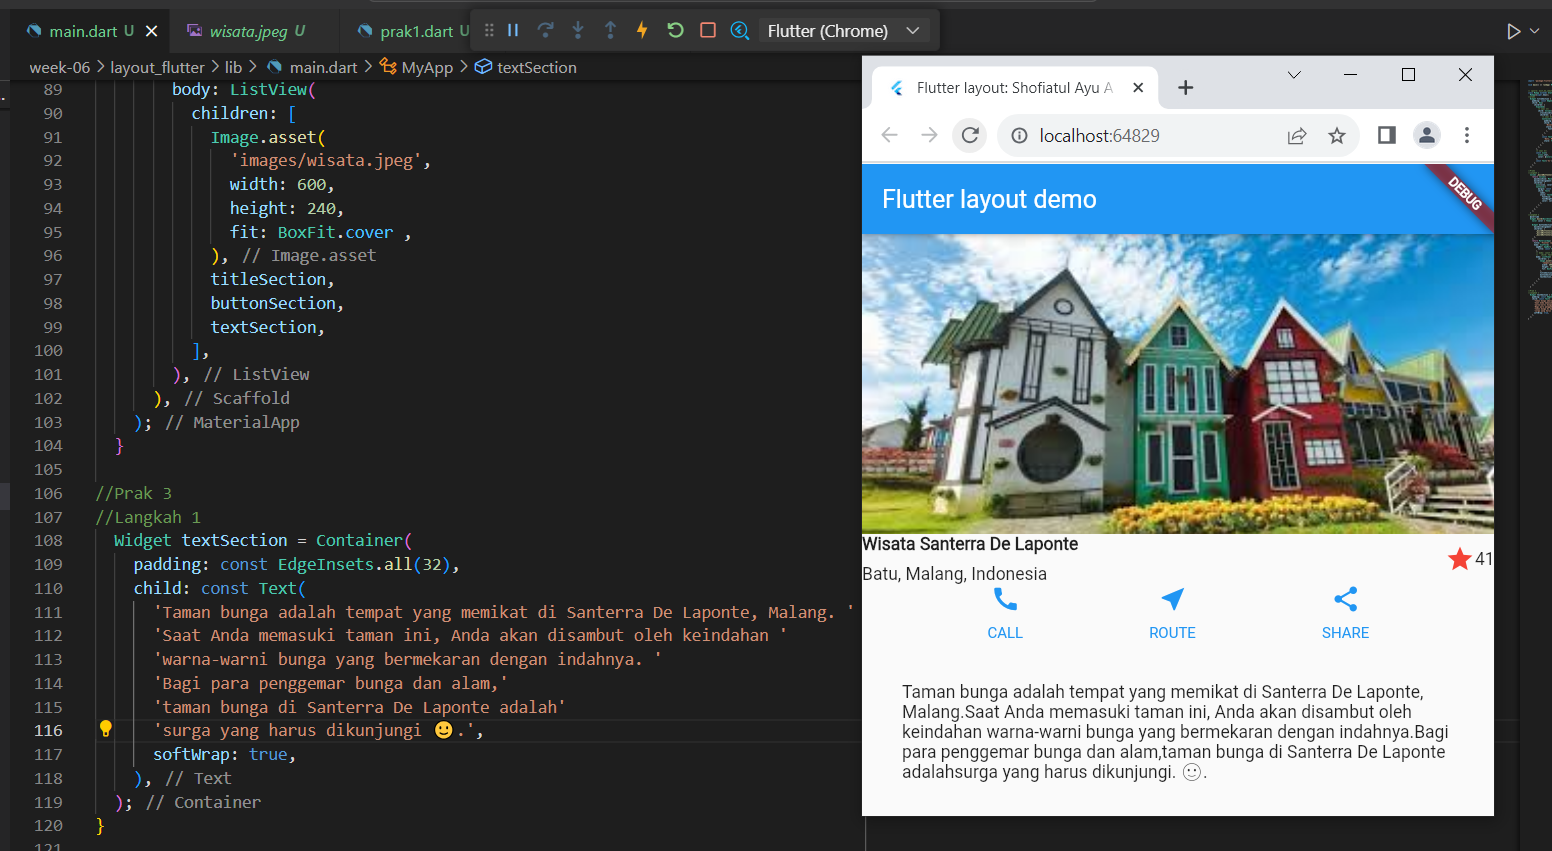 main.dart U
wisata.jpeg U
prak1.dart U
Flutter (Chrome)
week-06 > layout_flutter > lib > main.dart > MyApp > textSection
89 body: ListView(
90 children: [
91 Image.asset(
92 'images/wisata.jpeg',
93 width: 600,
94 height: 240,
95 fit: BoxFit.cover ,
96 ), // Image.asset
97 titleSection,
98 buttonSection,
99 textSection,
100 ],
101 ), // ListView
102 ), // Scaffold
103 ); // MaterialApp
104 }
105
106 //Prak 3
107 //Langkah 1
108 Widget textSection = Container(
109 padding: const EdgeInsets.all(32),
110 child: const Text(
111 'Taman bunga adalah tempat yang memikat di Santerra De Laponte, Malang. '
112 'Saat Anda memasuki taman ini, Anda akan disambut oleh keindahan '
113 'warna-warni bunga yang bermekaran dengan indahnya. '
114 'Bagi para penggemar bunga dan alam,'
115 'taman bunga di Santerra De Laponte adalah'
116 'surga yang harus dikunjungi 🙂.',
117 softWrap: true,
118 ), // Text
119 ); // Container
120 }
121
Flutter layout: Shofiatul Ayu A
localhost:64829
Flutter layout demo
DEBUG
Wisata Santerra De Laponte
Batu, Malang, Indonesia
41
CALL
ROUTE
SHARE
Taman bunga adalah tempat yang memikat di Santerra De Laponte,
Malang.Saat Anda memasuki taman ini, Anda akan disambut oleh
keindahan warna-warni bunga yang bermekaran dengan indahnya.Bagi
para penggemar bunga dan alam,taman bunga di Santerra De Laponte
adalahsurga yang harus dikunjungi. 🙂.